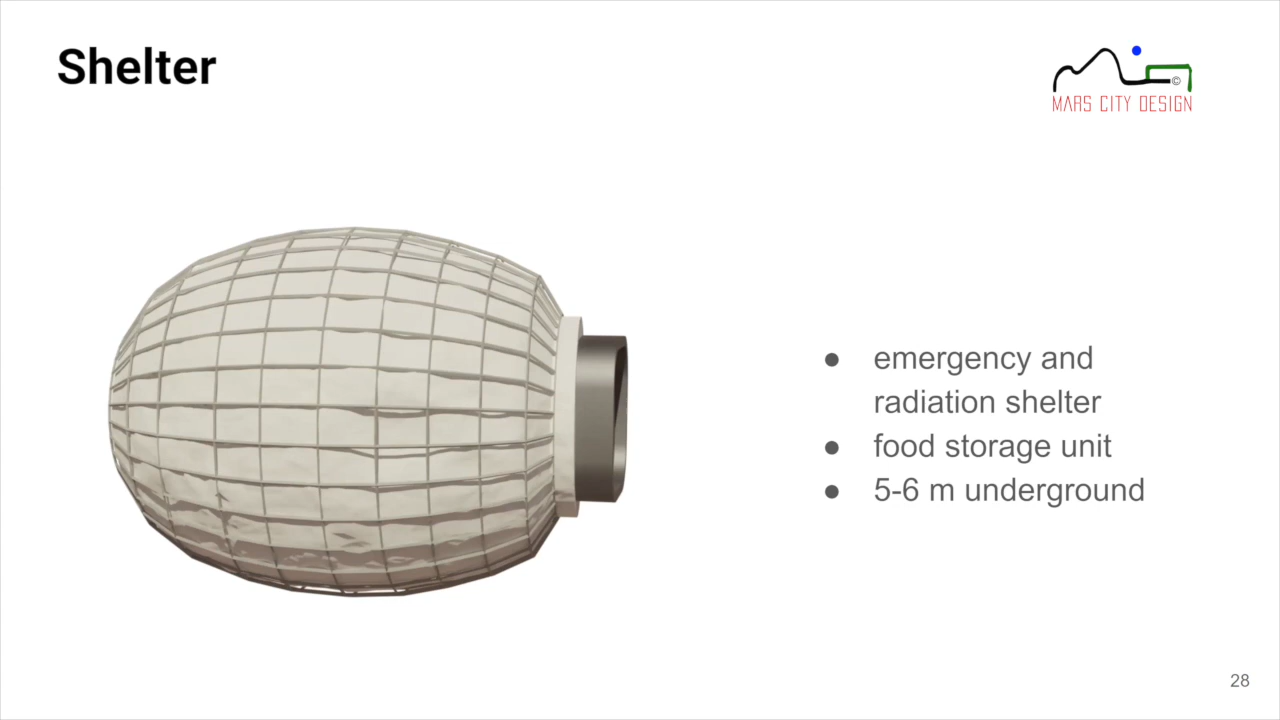 Shelter
©
MARS CITY DESIGN
● emergency and
radiation shelter
● food storage unit
● 5-6 m underground
28